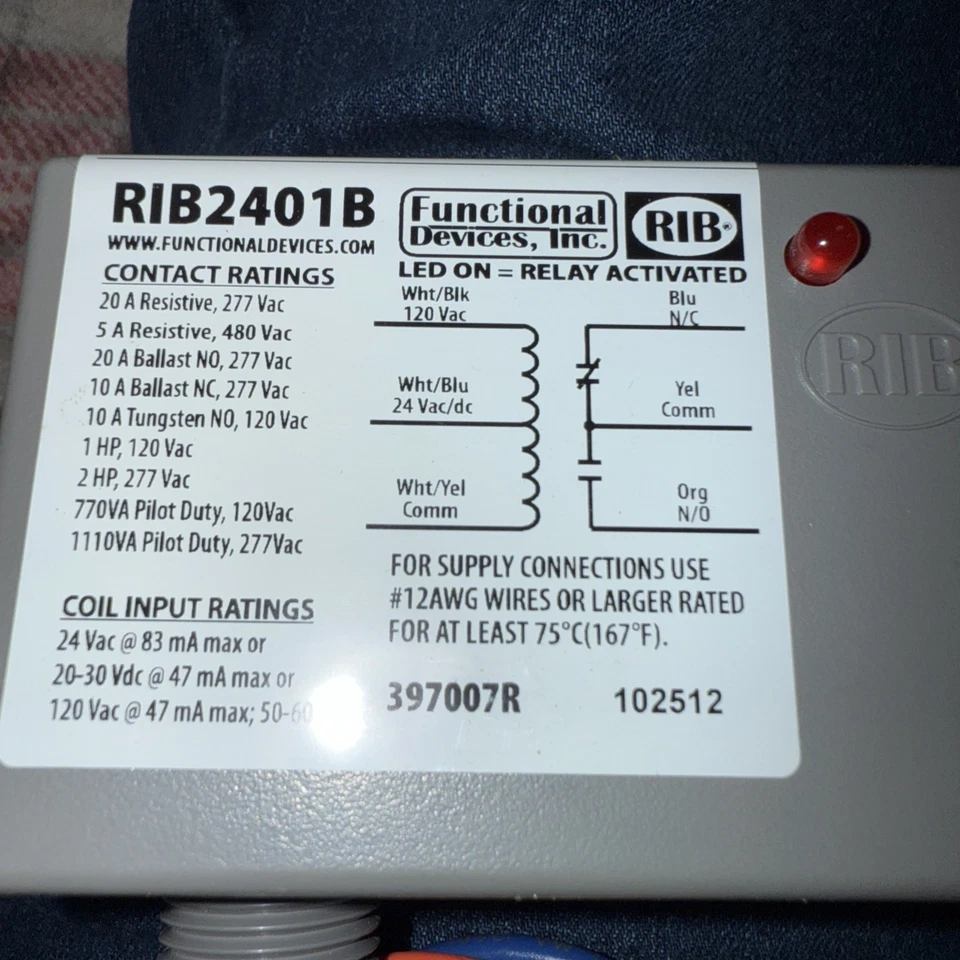 RIB2401B
WWW.FUNCTIONALDEVICES.COM
Functional
Devices, Inc.
RIB®
CONTACT RATINGS
20 A Resistive, 277 Vac
5 A Resistive, 480 Vac
20 A Ballast NO, 277 Vac
10 A Ballast NC, 277 Vac
10 A Tungsten NO, 120 Vac
1 HP, 120 Vac
2 HP, 277 Vac
770VA Pilot Duty, 120Vac
1110VA Pilot Duty, 277Vac
COIL INPUT RATINGS
24 Vac @ 83 mA max or
20-30 Vdc @ 47 mA max or
120 Vac @ 47 mA max; 50-60
LED ON = RELAY ACTIVATED
Wht/Blk
120 Vac
Blu
N/C
Wht/Blu
24 Vac/dc
Yel
Comm
Wht/Yel
Comm
Org
N/O
FOR SUPPLY CONNECTIONS USE
#12AWG WIRES OR LARGER RATED
FOR AT LEAST 75°C(167°F).
397007R
102512
RIB